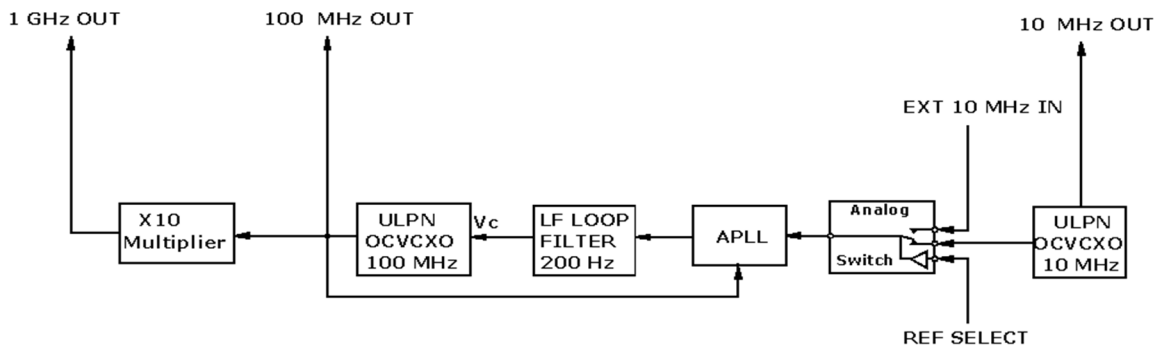 1 GHz OUT
100 MHz OUT
10 MHz OUT
EXT 10 MHz IN
X10
Multiplier
ULPN
OCVCXO
100 MHz
Vc
LF LOOP
FILTER
200 Hz
APLL
Analog
Switch
ULPN
OCVCXO
10 MHz
REF SELECT